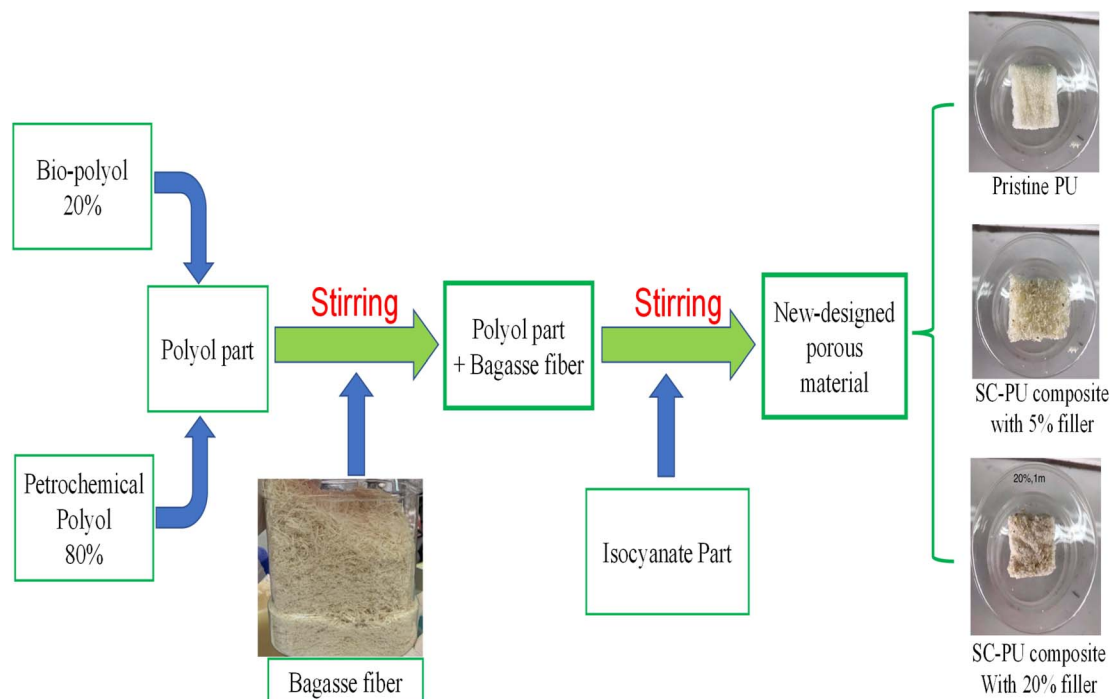 Bio-polyol
20%
Petrochemical
Polyol
80%
Polyol part
Stirring
Bagasse fiber
Polyol part
+ Bagasse fiber
Stirring
Isocyanate Part
New-designed
porous
material
Pristine PU
SC-PU composite
with 5% filler
20%,1m
SC-PU composite
With 20% filler